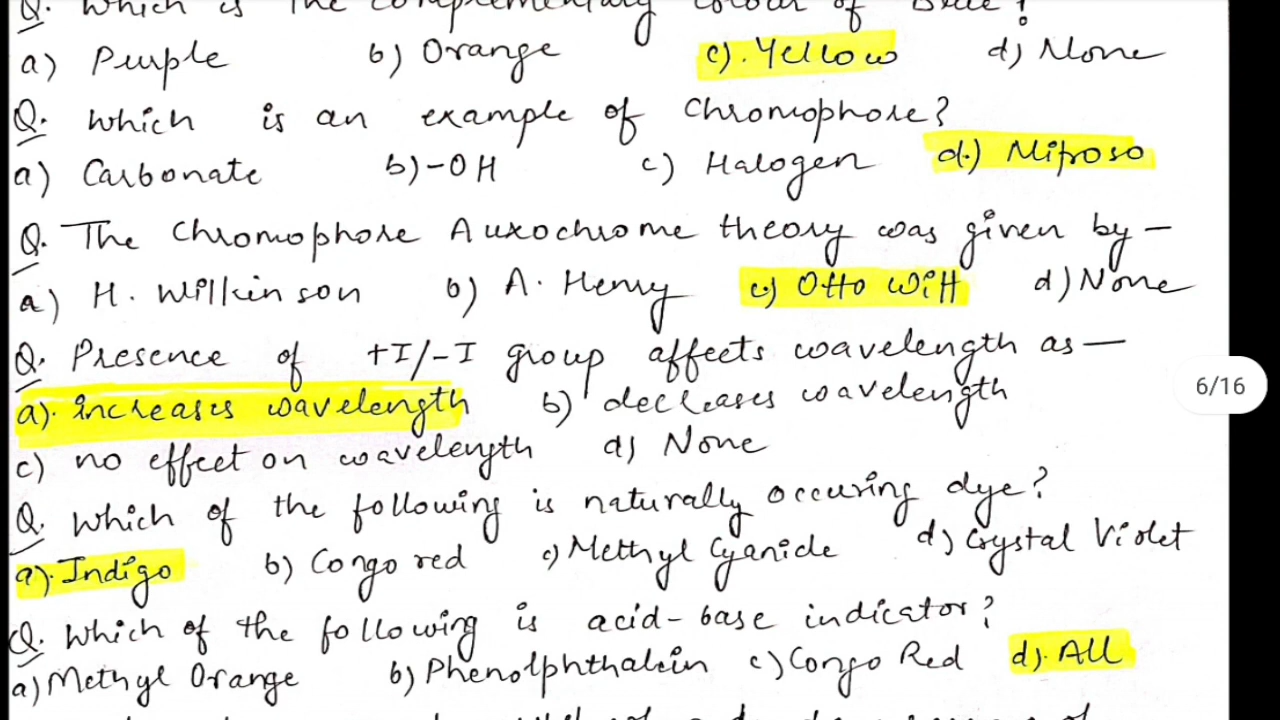 Q. Which is the complementary colour of Blue?
a) Purple b) Orange c). Yellow d) None
Q. Which is an example of Chromophore?
a) Carbonate b) -OH c) Halogen d.) Nitroso
Q. The Chromophore Auxochrome theory was given by -
a) H. Wilkinson b) A. Henry c) Otto Witt d) None
Q. Presence of +I/-I group affects wavelength as —
a). increases wavelength b) decreases wavelength
c) no effect on wavelength d) None
Q. Which of the following is naturally occuring dye?
a). Indigo b) Congo red c) Methyl Cyanide d) Crystal Violet
Q. Which of the following is acid-base indicator?
a) Methyl Orange b) Phenolphthalein c) Congo Red d). All